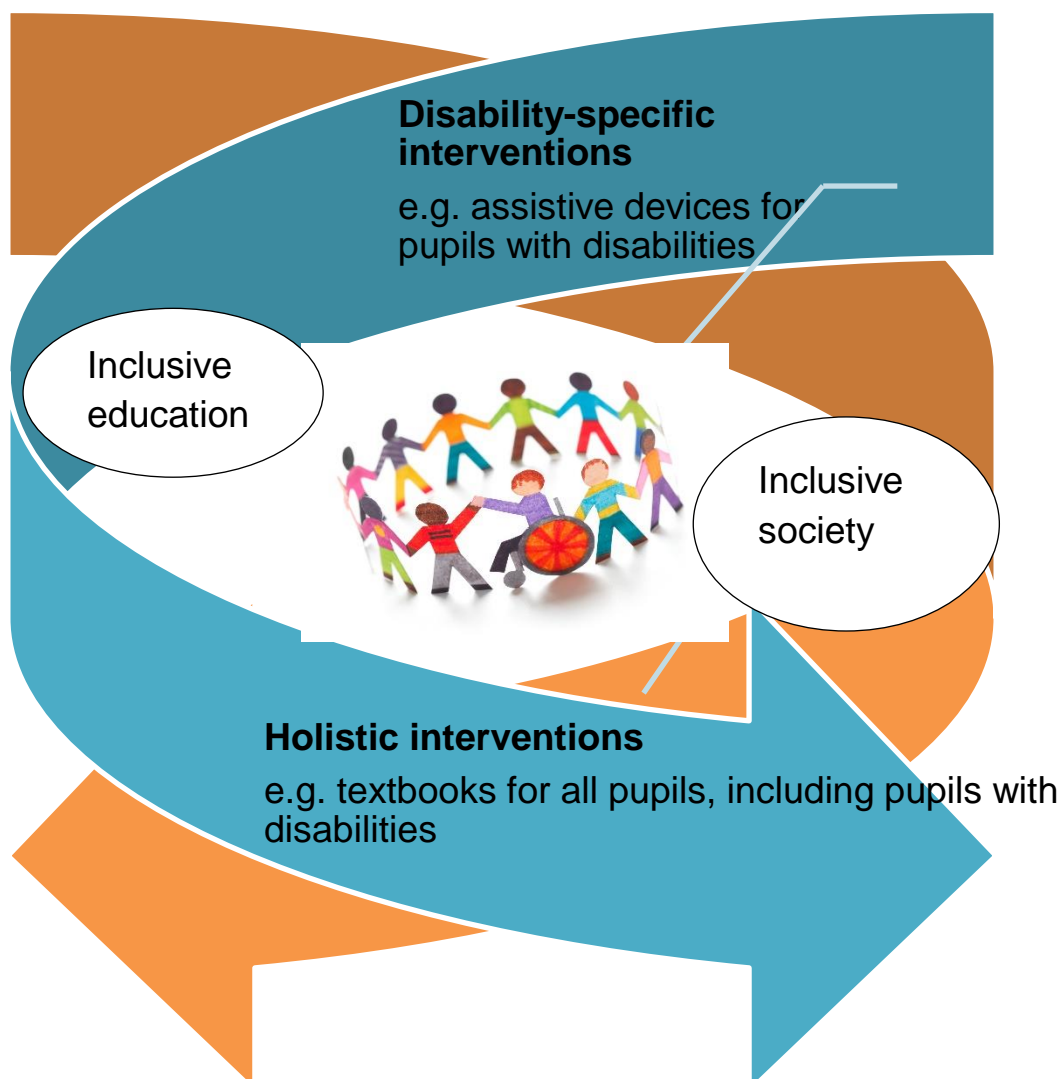 Disability-specific
interventions
e.g. assistive devices for
pupils with disabilities
Inclusive
education
Inclusive
society
Holistic interventions
e.g. textbooks for all pupils, including pupils with
disabilities